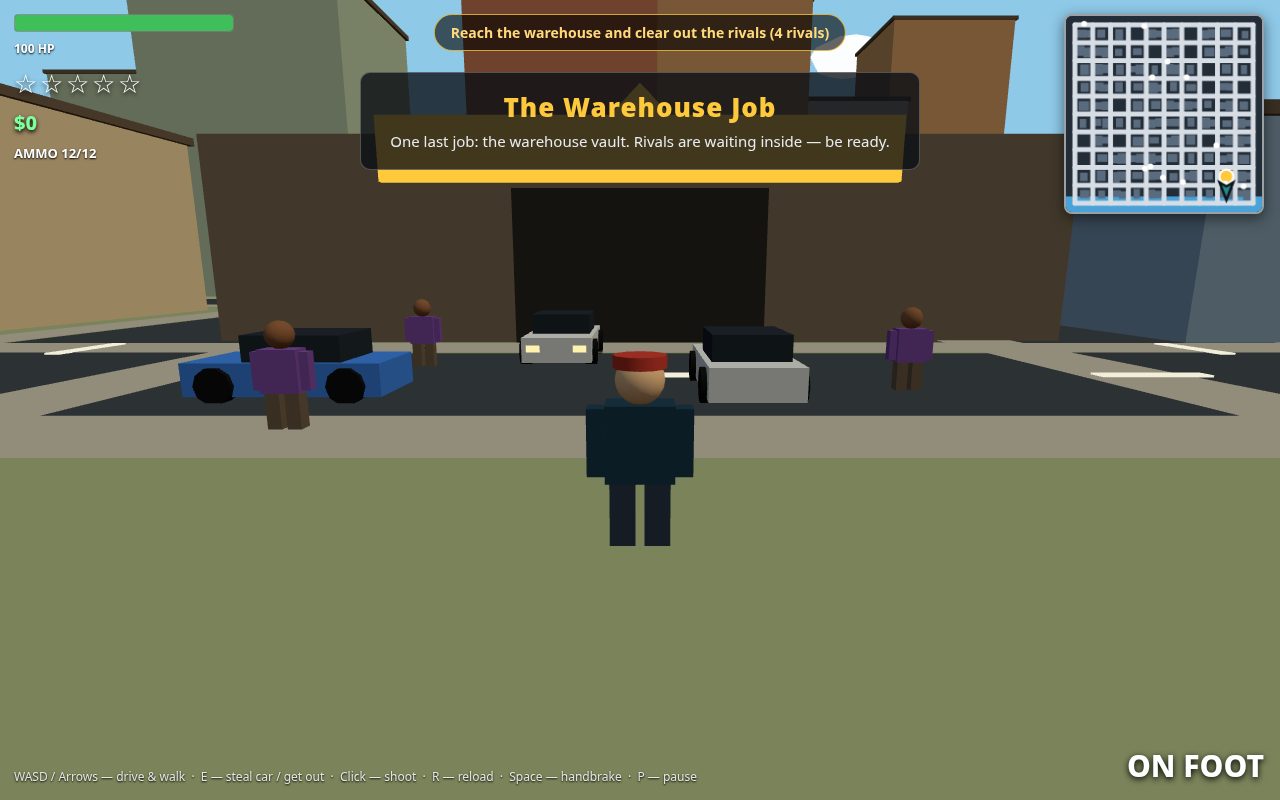 Reach the warehouse and clear out the rivals (4 rivals)
100 HP
☆☆☆☆☆
$0
AMMO 12/12
The Warehouse Job
One last job: the warehouse vault. Rivals are waiting inside — be ready.
WASD / Arrows — drive & walk · E — steal car / get out · Click — shoot · R — reload · Space — handbrake · P — pause
ON FOOT